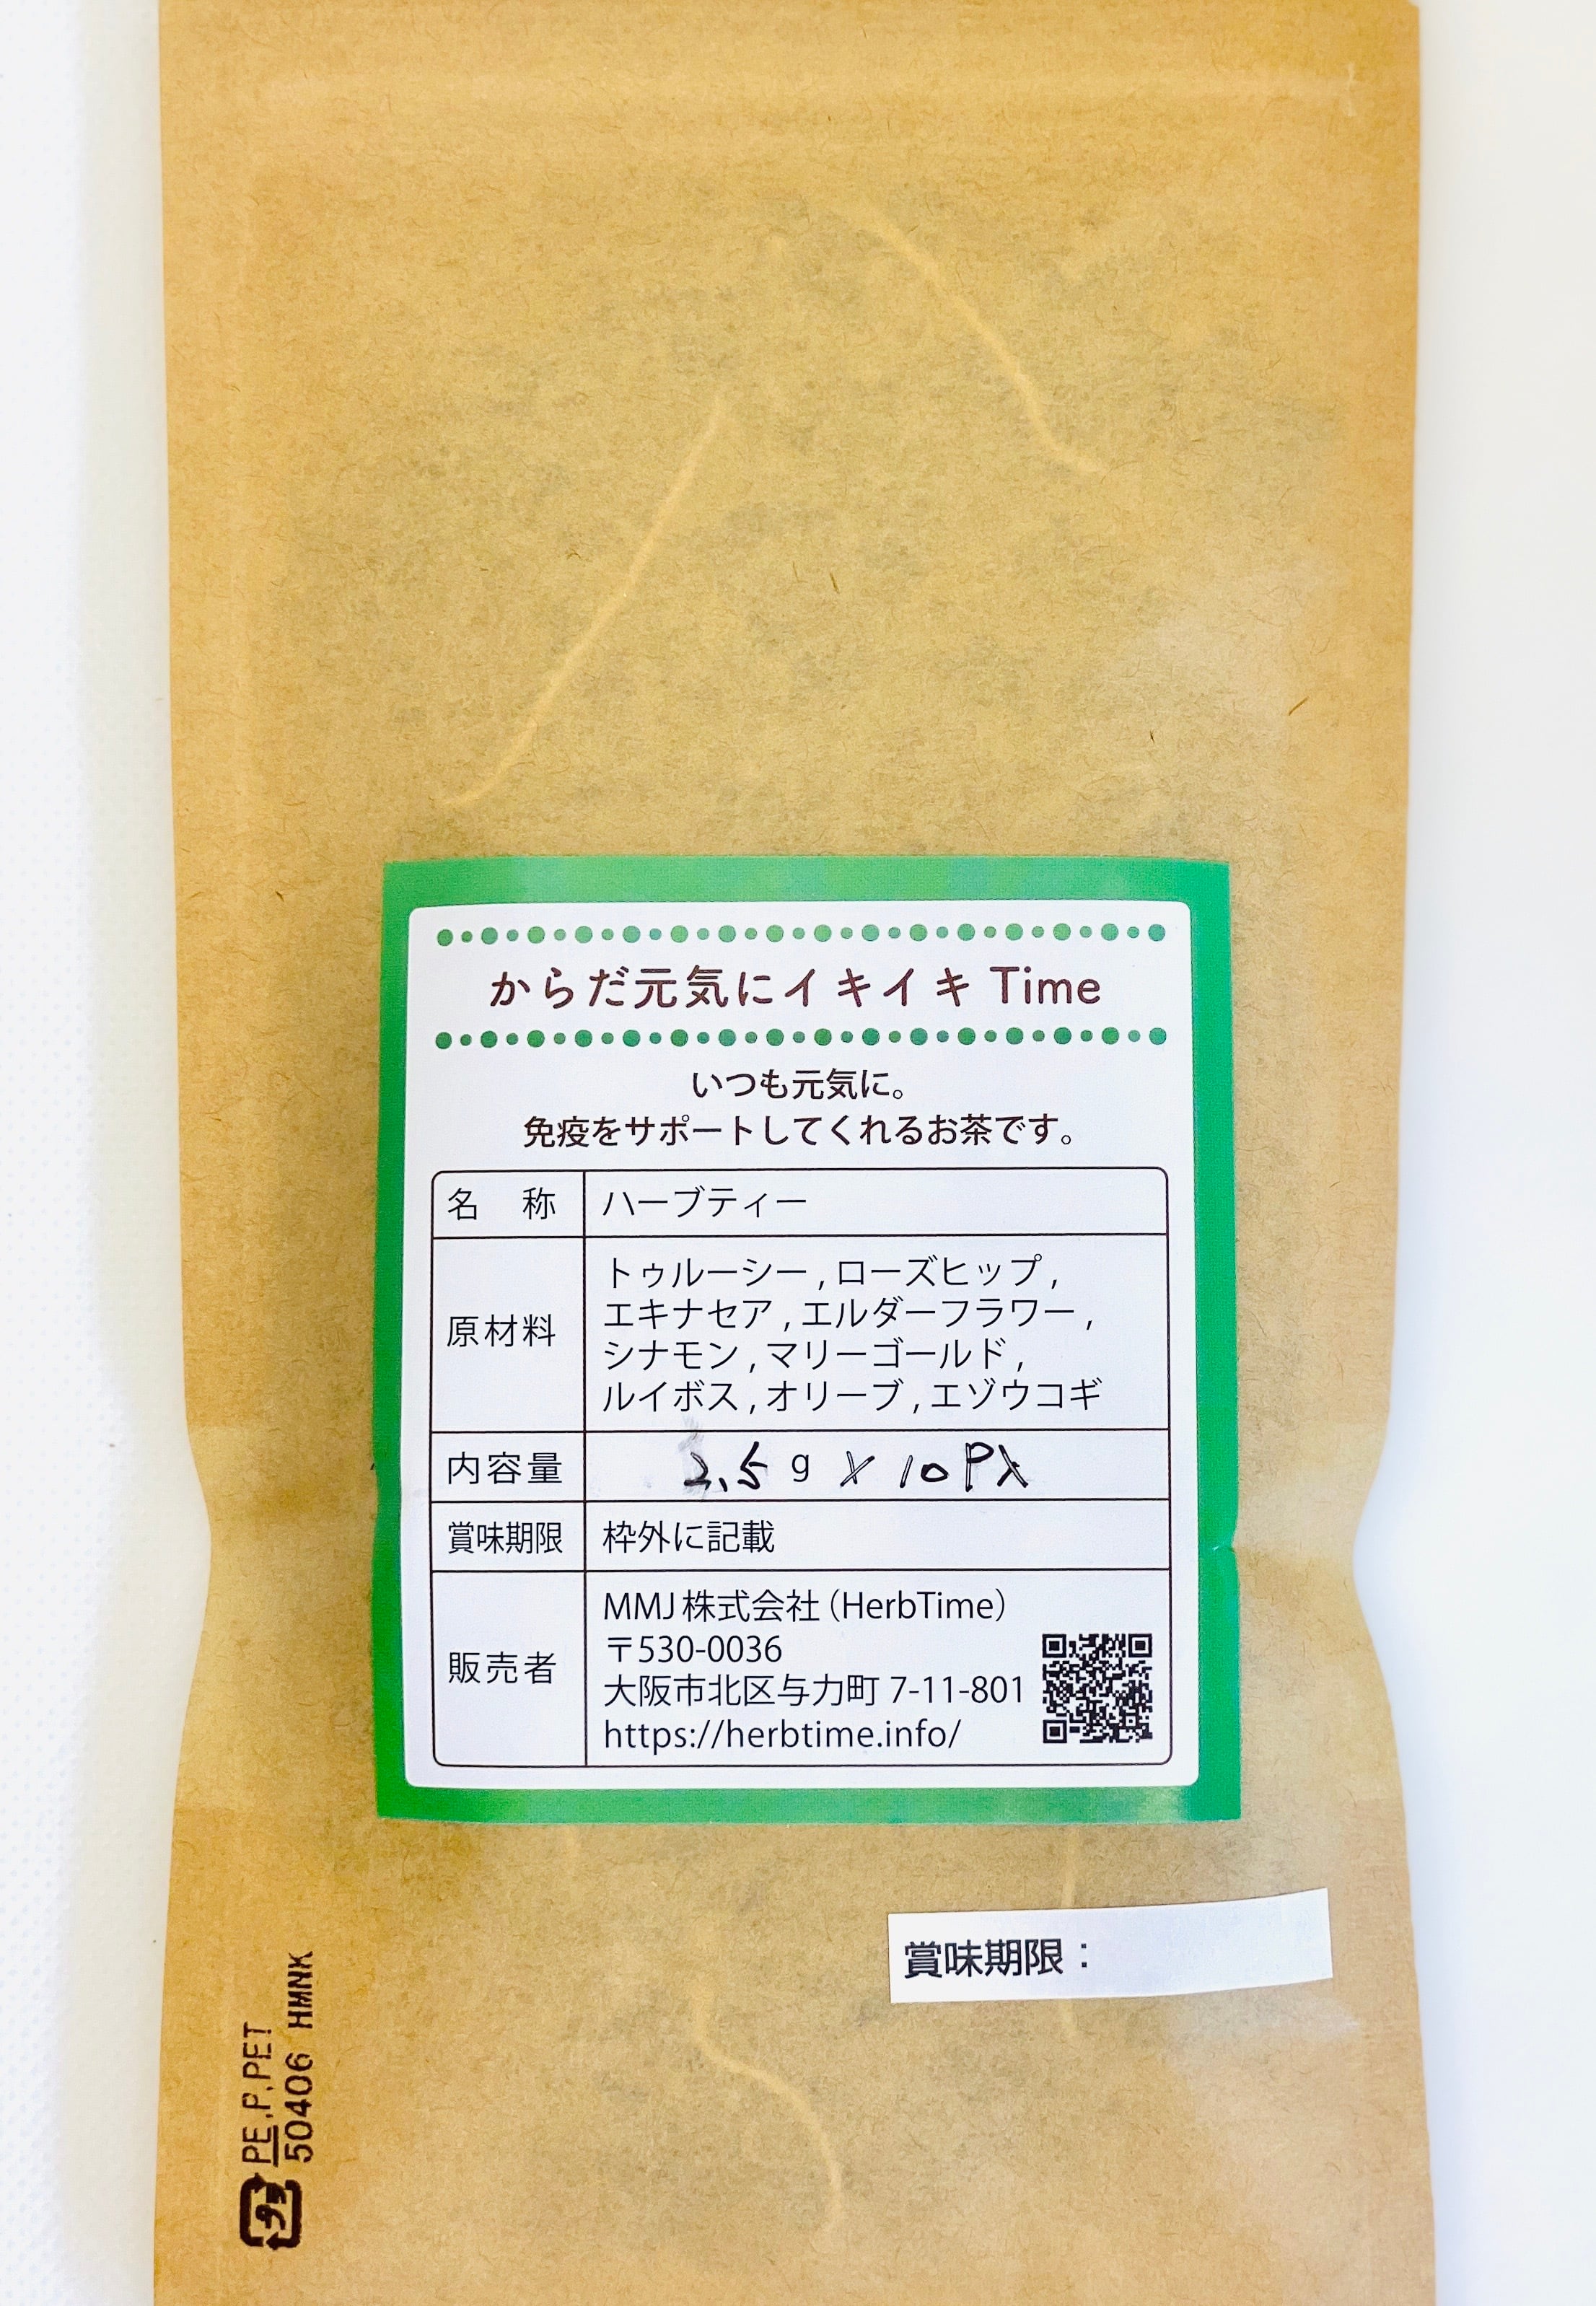 からだ元気にイキイキ Time
いつも元気に。
免疫をサポートしてくれるお茶です。
名　称　ハーブティー
原材料　トゥルーシー , ローズヒップ ,
エキナセア , エルダーフラワー ,
シナモン , マリーゴールド ,
ルイボス , オリーブ , エゾウコギ
内容量　2.5 g × 10 P入
賞味期限　枠外に記載
販売者　MMJ株式会社（HerbTime）
〒530-0036
大阪市北区与力町 7-11-801
https://herbtime.info/
賞味期限：
プラ PE,P,PET
50406 HMNK